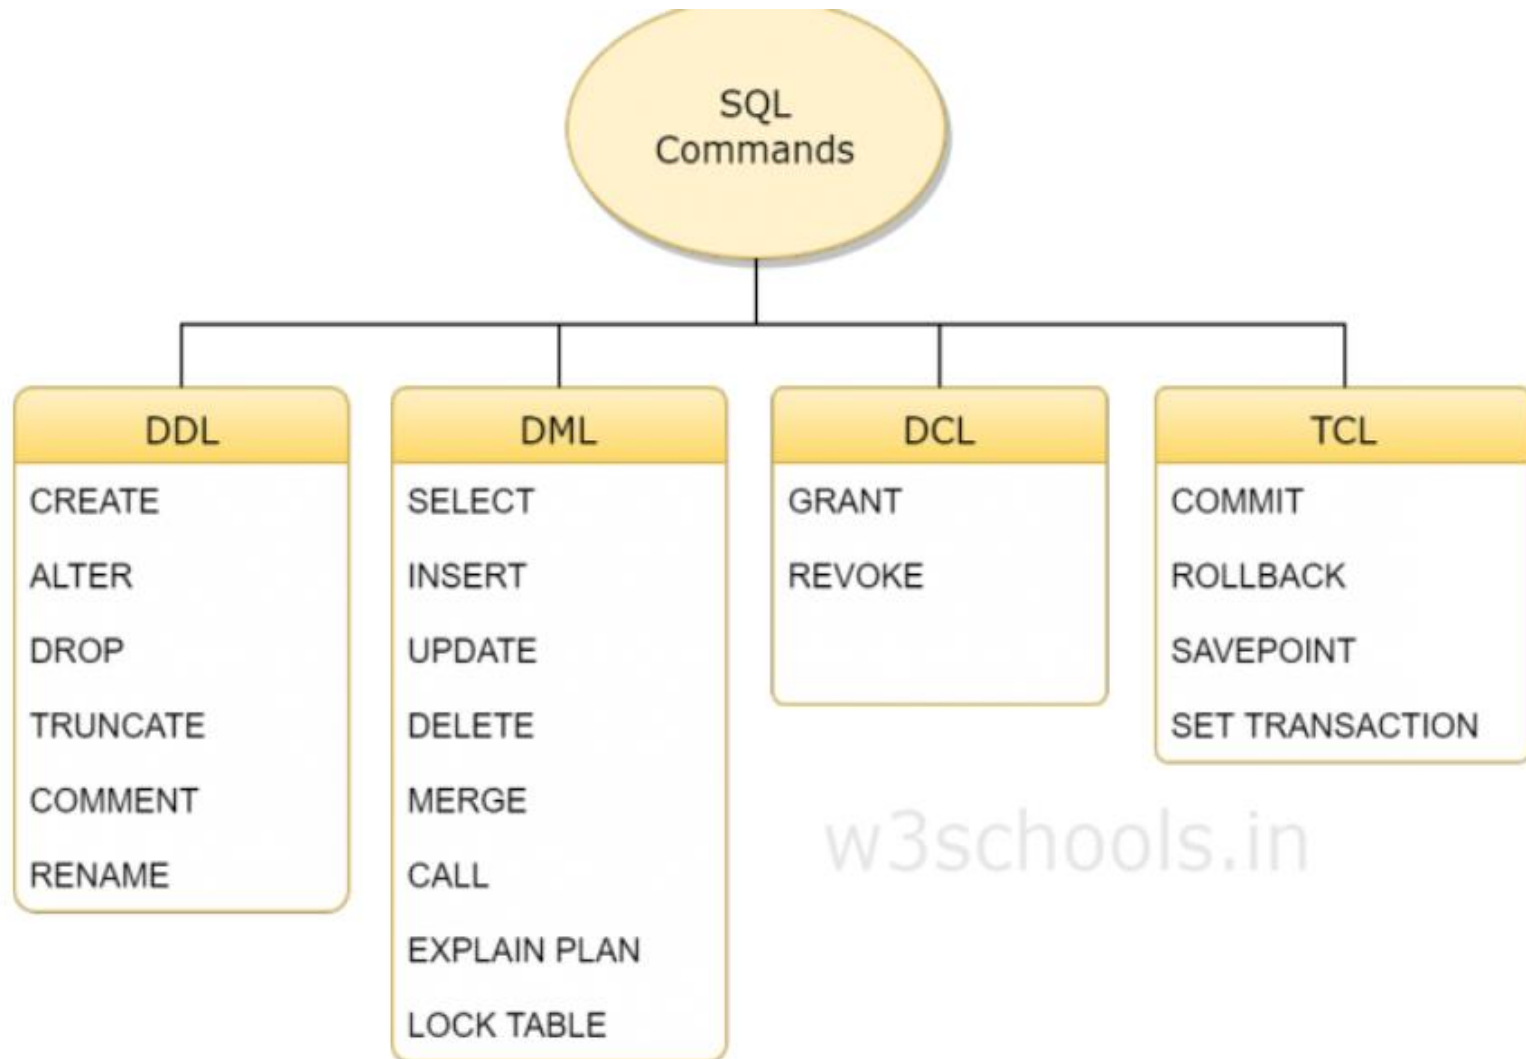 SQL
Commands
DDL
CREATE
ALTER
DROP
TRUNCATE
COMMENT
RENAME
DML
SELECT
INSERT
UPDATE
DELETE
MERGE
CALL
EXPLAIN PLAN
LOCK TABLE
DCL
GRANT
REVOKE
TCL
COMMIT
ROLLBACK
SAVEPOINT
SET TRANSACTION
w3schools.in